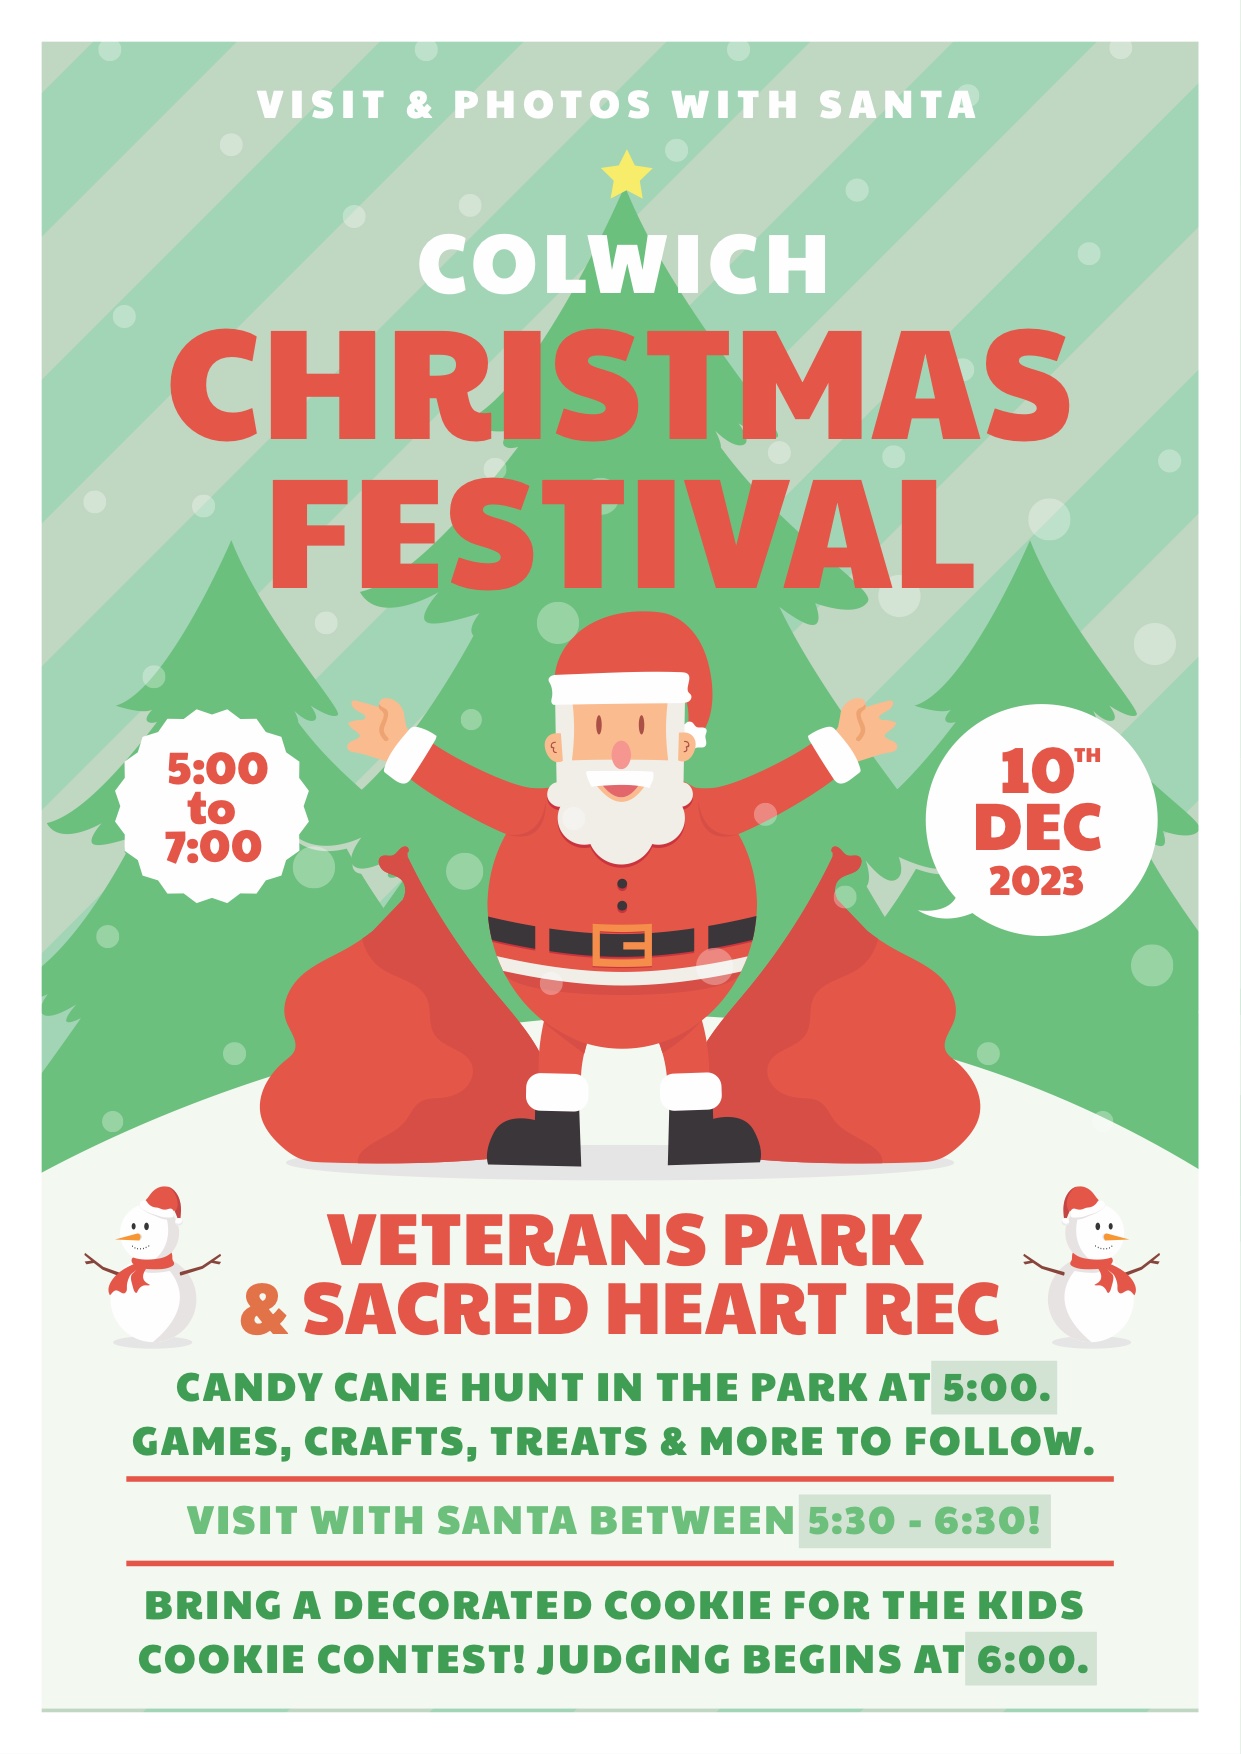 VISIT & PHOTOS WITH SANTA
COLWICH
CHRISTMAS
FESTIVAL
5:00
to
7:00
10TH
DEC
2023
VETERANS PARK
& SACRED HEART REC
CANDY CANE HUNT IN THE PARK AT 5:00.
GAMES, CRAFTS, TREATS & MORE TO FOLLOW.
VISIT WITH SANTA BETWEEN 5:30 - 6:30!
BRING A DECORATED COOKIE FOR THE KIDS
COOKIE CONTEST! JUDGING BEGINS AT 6:00.